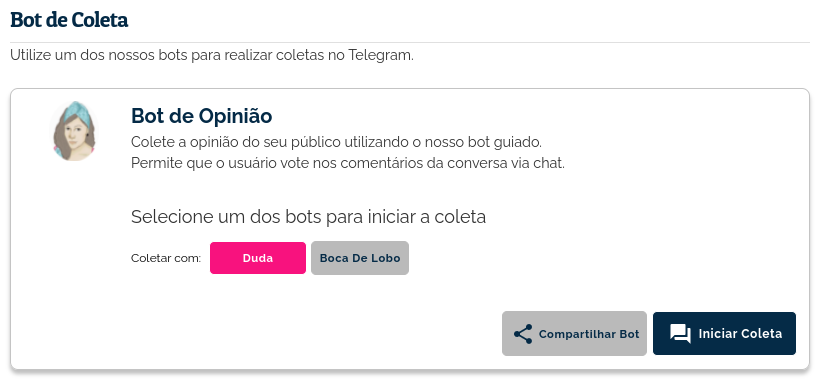 Bot de Coleta
Utilize um dos nossos bots para realizar coletas no Telegram.
Bot de Opinião
Colete a opinião do seu público utilizando o nosso bot guiado.
Permite que o usuário vote nos comentários da conversa via chat.
Selecione um dos bots para iniciar a coleta
Coletar com: Duda Boca De Lobo
Compartilhar Bot Iniciar Coleta